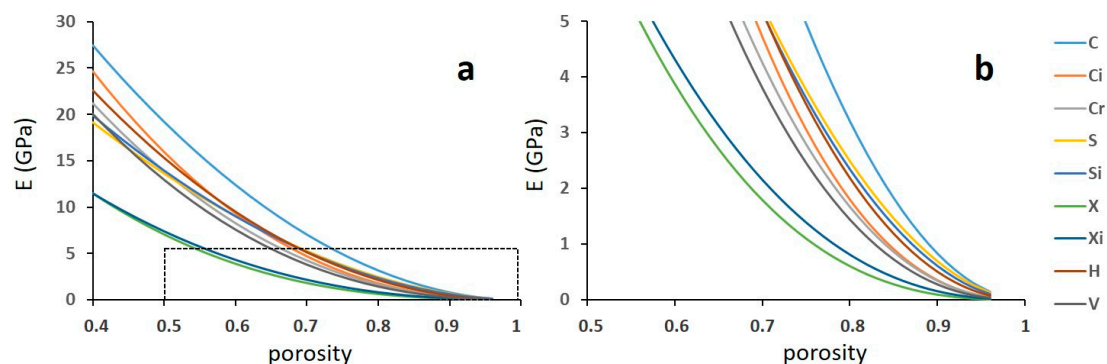 30
25
20
15
10
5
0
E (GPa)
0.4 0.5 0.6 0.7 0.8 0.9 1
porosity
a
5
4
3
2
1
0
E (GPa)
0.5 0.6 0.7 0.8 0.9 1
porosity
b
C
Ci
Cr
S
Si
X
Xi
H
V